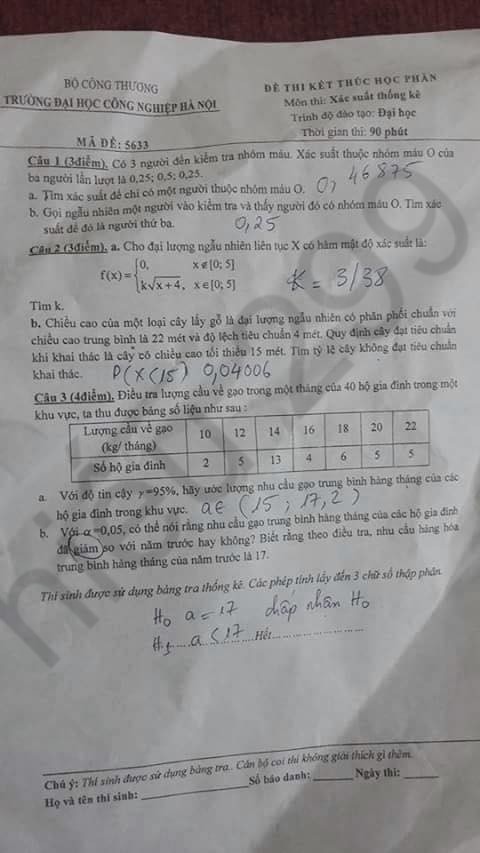 BỘ CÔNG THƯƠNG
TRƯỜNG ĐẠI HỌC CÔNG NGHIỆP HÀ NỘI
ĐỀ THI KẾT THÚC HỌC PHẦN
Môn thi: Xác suất thống kê
Trình độ đào tạo: Đại học
Thời gian thi: 90 phút
MÃ ĐỀ: 5633
Câu 1 (3điểm). Có 3 người đến kiểm tra nhóm máu. Xác suất thuộc nhóm máu O của
ba người lần lượt là 0,25; 0,5; 0,25.
a. Tìm xác suất để chỉ có một người thuộc nhóm máu O. 0,46875
b. Gọi ngẫu nhiên một người vào kiểm tra và thấy người đó có nhóm máu O. Tìm xác
suất để đó là người thứ ba. 0,25
Câu 2 (3điểm). a. Cho đại lượng ngẫu nhiên liên tục X có hàm mật độ xác suất là:
f(x)= { 0, x∉[0; 5]
k√x+4, x∈[0; 5] k = 3/38
Tìm k.
b. Chiều cao của một loại cây lấy gỗ là đại lượng ngẫu nhiên có phân phối chuẩn với
chiều cao trung bình là 22 mét và độ lệch tiêu chuẩn 4 mét. Quy định cây đạt tiêu chuẩn
khi khai thác là cây có chiều cao tối thiểu 15 mét. Tìm tỷ lệ cây không đạt tiêu chuẩn
khai thác. P(X<15) 0,04006
Câu 3 (4điểm). Điều tra lượng cầu về gạo trong một tháng của 40 hộ gia đình trong một
khu vực, ta thu được bảng số liệu như sau :
Lượng cầu về gạo (kg/ tháng) 10 12 14 16 18 20 22
Số hộ gia đình 2 5 13 4 6 5 5
a. Với độ tin cậy γ=95%, hãy ước lượng nhu cầu gạo trung bình hàng tháng của các
hộ gia đình trong khu vực. a∈ (15; 17,2)
b. Với α=0,05, có thể nói rằng nhu cầu gạo trung bình hàng tháng của các hộ gia đình
đã giảm so với năm trước hay không? Biết rằng theo điều tra, nhu cầu hàng hóa
trung bình hàng tháng của năm trước là 17.
Thí sinh được sử dụng bảng tra thống kê. Các phép tính lấy đến 3 chữ số thập phân.
H0 a = 17 chấp nhận H0
H1 a < 17
Hết
Chú ý: Thí sinh được sử dụng bảng tra.. Cán bộ coi thi không giải thích gì thêm.
Họ và tên thí sinh: Số báo danh: Ngày thi: